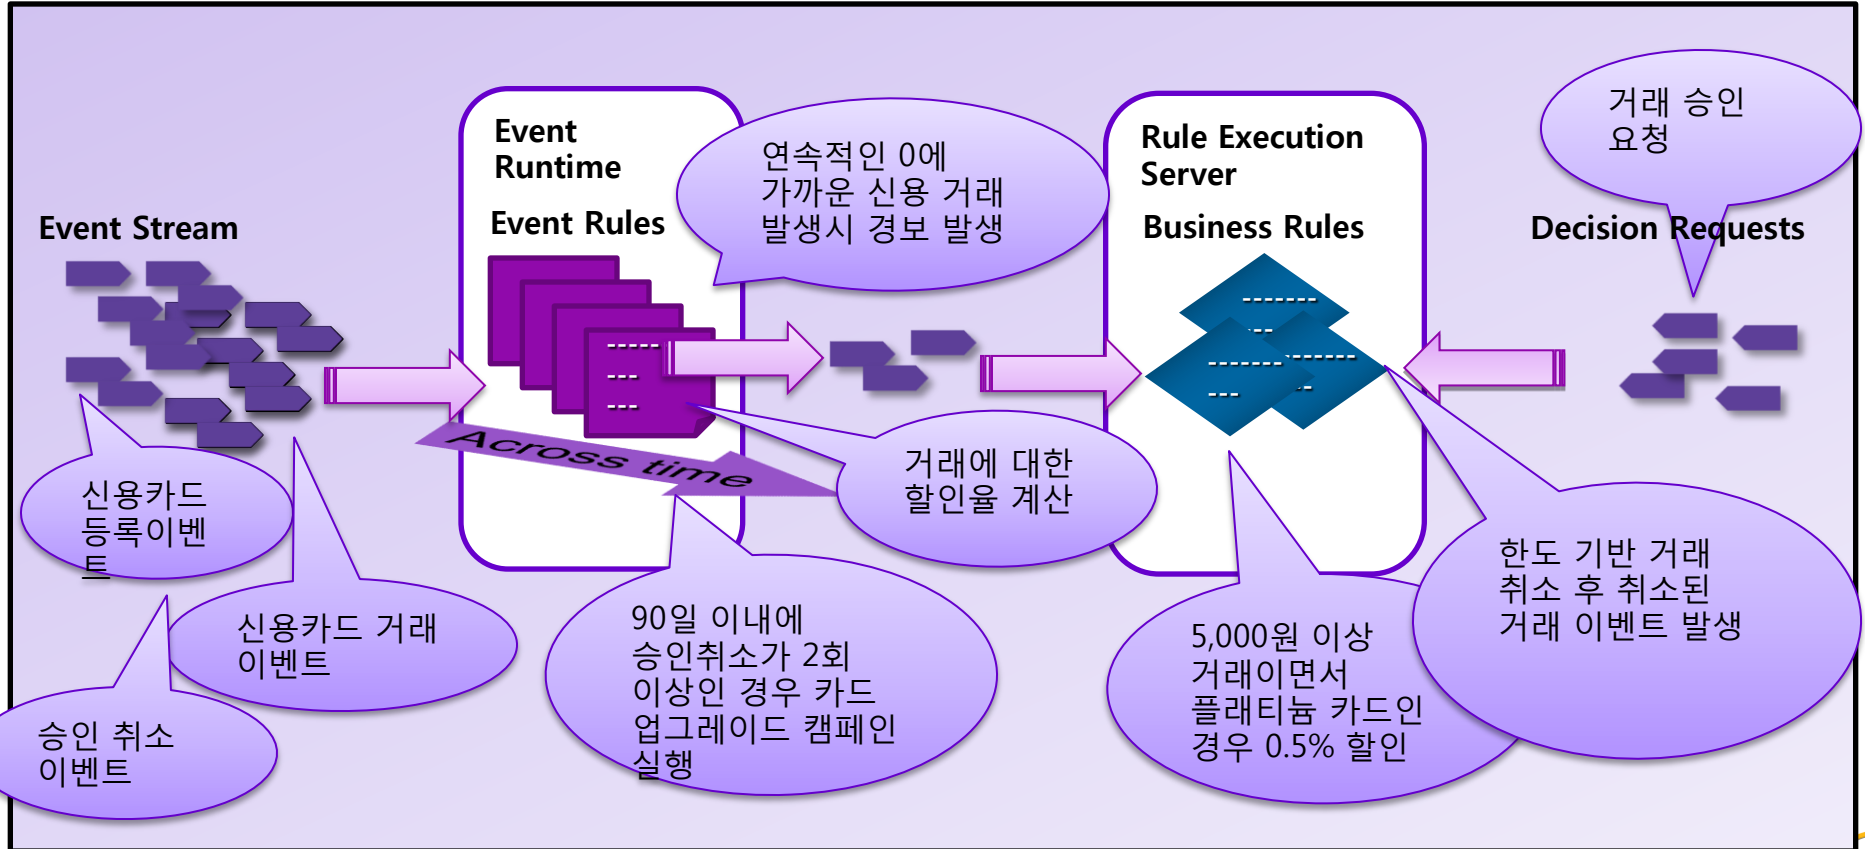 Event
Runtime
Event Rules
연속적인 0에
가까운 신용 거래
발생시 경보 발생
Rule Execution
Server
Business Rules
거래 승인
요청
Event Stream
Decision Requests
-------
---
-------
---
-------
---
------
---
---
Across time
거래에 대한
할인율 계산
신용카드
등록이벤
트
신용카드 거래
이벤트
승인 취소
이벤트
90일 이내에
승인취소가 2회
이상인 경우 카드
업그레이드 캠페인
실행
5,000원 이상
거래이면서
플래티늄 카드인
경우 0.5% 할인
한도 기반 거래
취소 후 취소된
거래 이벤트 발생